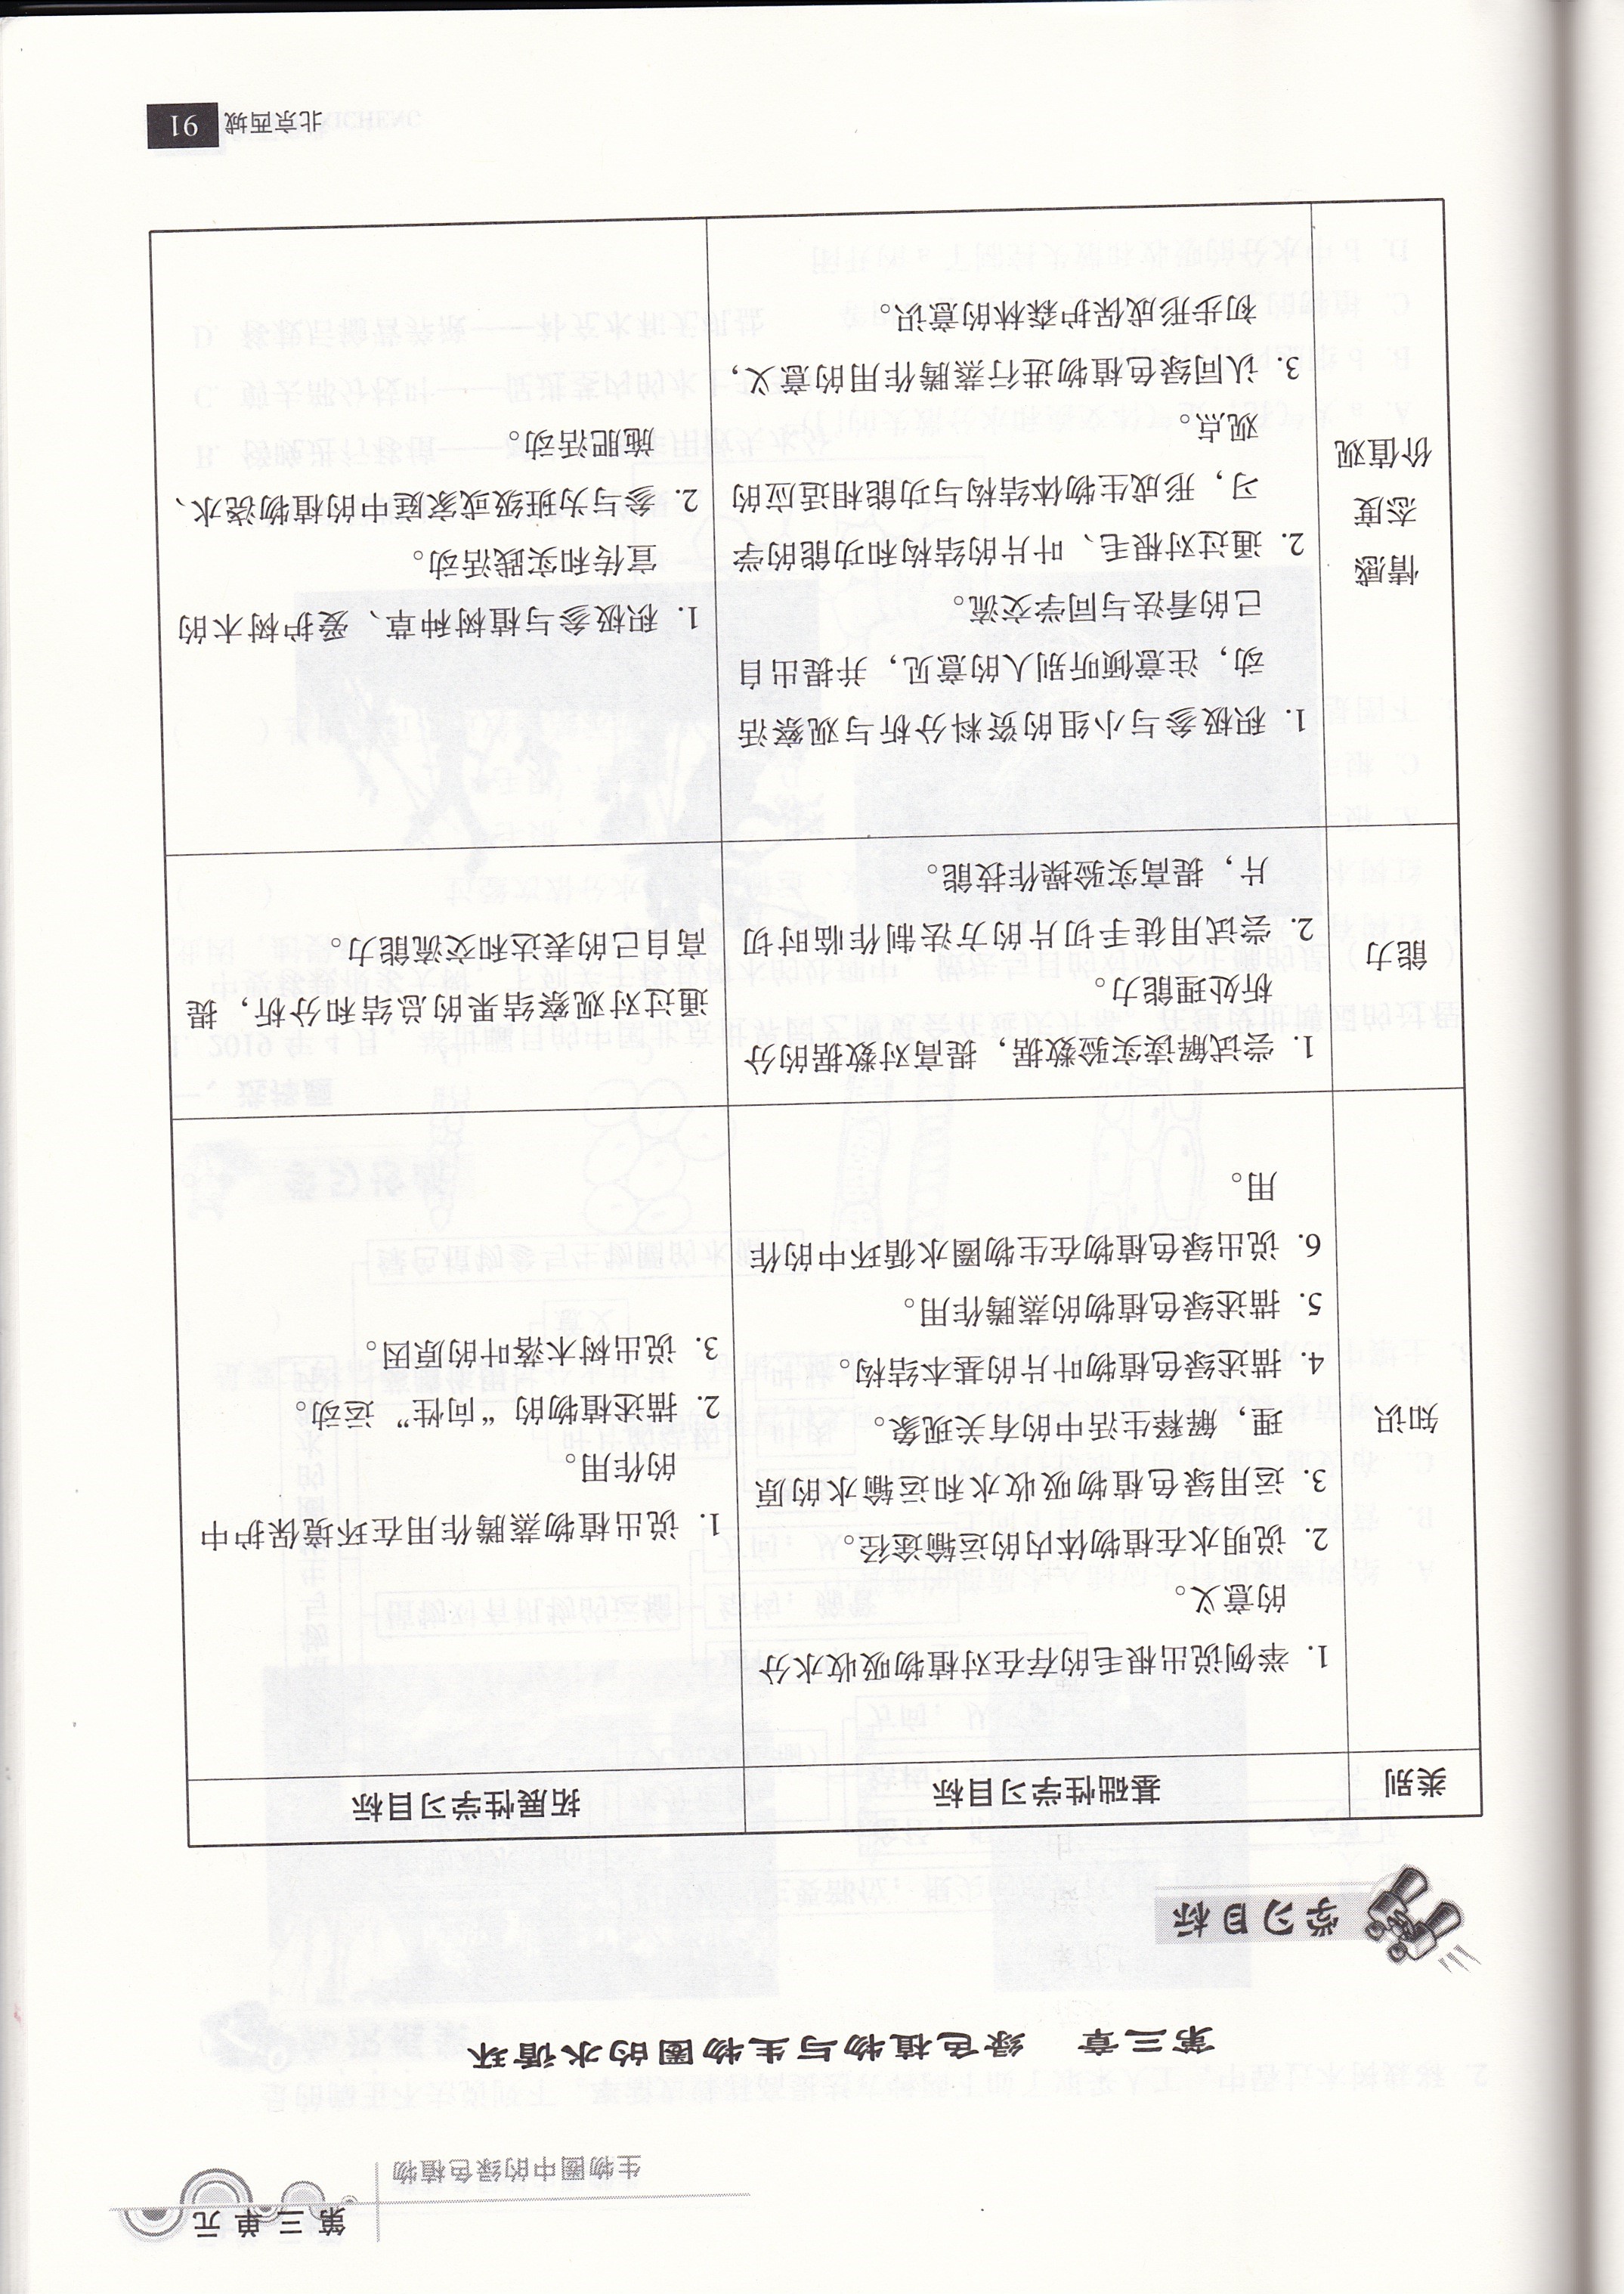 第三单元
生物圈中的绿色植物
第三章 绿色植物与生物圈的水循环
学习目标
类别
基础性学习目标
拓展性学习目标
知识
1. 举例说出根毛的存在对植物吸收水分
的意义。
2. 说明水在植物体内的运输途径。
3. 运用绿色植物吸收水和运输水的原
理，解释生活中的有关现象。
4. 描述绿色植物叶片的基本结构。
5. 描述绿色植物的蒸腾作用。
6. 说出绿色植物在生物圈水循环中的作
用。
1. 说出植物蒸腾作用在环境保护中
的作用。
2. 描述植物的“向性”运动。
3. 说出树木落叶的原因。
能力
1. 尝试解读实验数据，提高对数据的分
析处理能力。
2. 尝试用徒手切片的方法制作临时切
片，提高实验操作技能。
通过对观察结果的总结和分析，提
高自己的表达和交流能力。
情感
态度
价值观
1. 积极参与小组的资料分析与观察活
动，注意倾听别人的意见，并提出自
己的看法与同学交流。
2. 通过对根毛、叶片的结构和功能的学
习，形成生物体结构与功能相适应的
观点。
3. 认同绿色植物进行蒸腾作用的意义，
初步形成保护森林的意识。
1. 积极参与植树种草、爱护树木的
宣传和实践活动。
2. 参与为班级或家庭中的植物浇水、
施肥活动。
北京西城
91